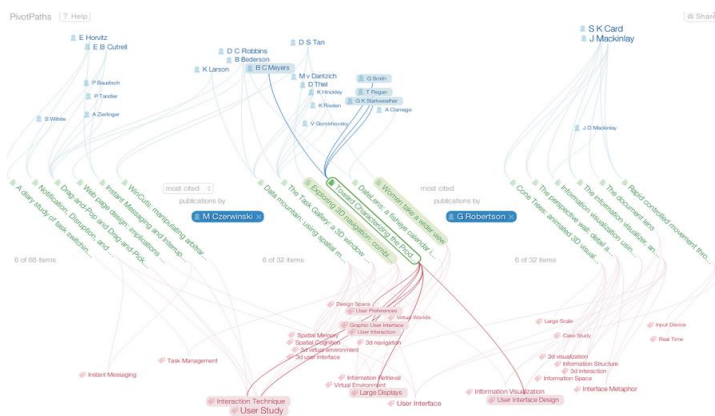 PivotPaths
? Help
Share
E Horvitz
E B Cutrell
D C Robbins
B Bederson
K Larson
B C Meyers
D S Tan
M v Dantzich
D Thiel
K Hinckley
K Risden
V Gorokhovsky
G Smith
T Regan
G K Starkweather
A Clamage
S K Card
J Mackinlay
J D Mackinlay
P Baudisch
P Tandler
A Zierlinger
A diary study of task switchin...
Notification, Disruption, and ...
Drag-and-Pop and Drag-and-Pick...
Web page design: implications ...
Instant Messaging and Interrup...
WinCuts: manipulating arbitrar...
Data mountain: using spatial m...
The Task Gallery: a 3D window ...
Exploring 3D navigation: combi...
Toward Characterizing the Prod...
DateLens: a fisheye calendar i...
Women take a wider view
Cone Trees: animated 3D visual...
The perspective wall: detail a...
Information visualization usin...
The information visualizer, an...
The document lens
Rapid controlled movement thro...
most cited
publications by
M Czerwinski ×
most cited
publications by
G Robertson ×
6 of 68 items
6 of 32 items
6 of 32 items
Design Space
User Preferences
Virtual Worlds
Graphic User Interface
User Interaction
Spatial Memory
Spatial Cognition
3d navigation
3d virtual environment
3d user interface
Task Management
Instant Messaging
Information Retrieval
Virtual Environment
Large Displays
Interaction Technique
User Study
User Interface
Information Visualization
User Interface Design
Large Scale
Input Device
Case Study
Real Time
3d visualization
Information Structure
3d interaction
Information Space
Interface Metaphor